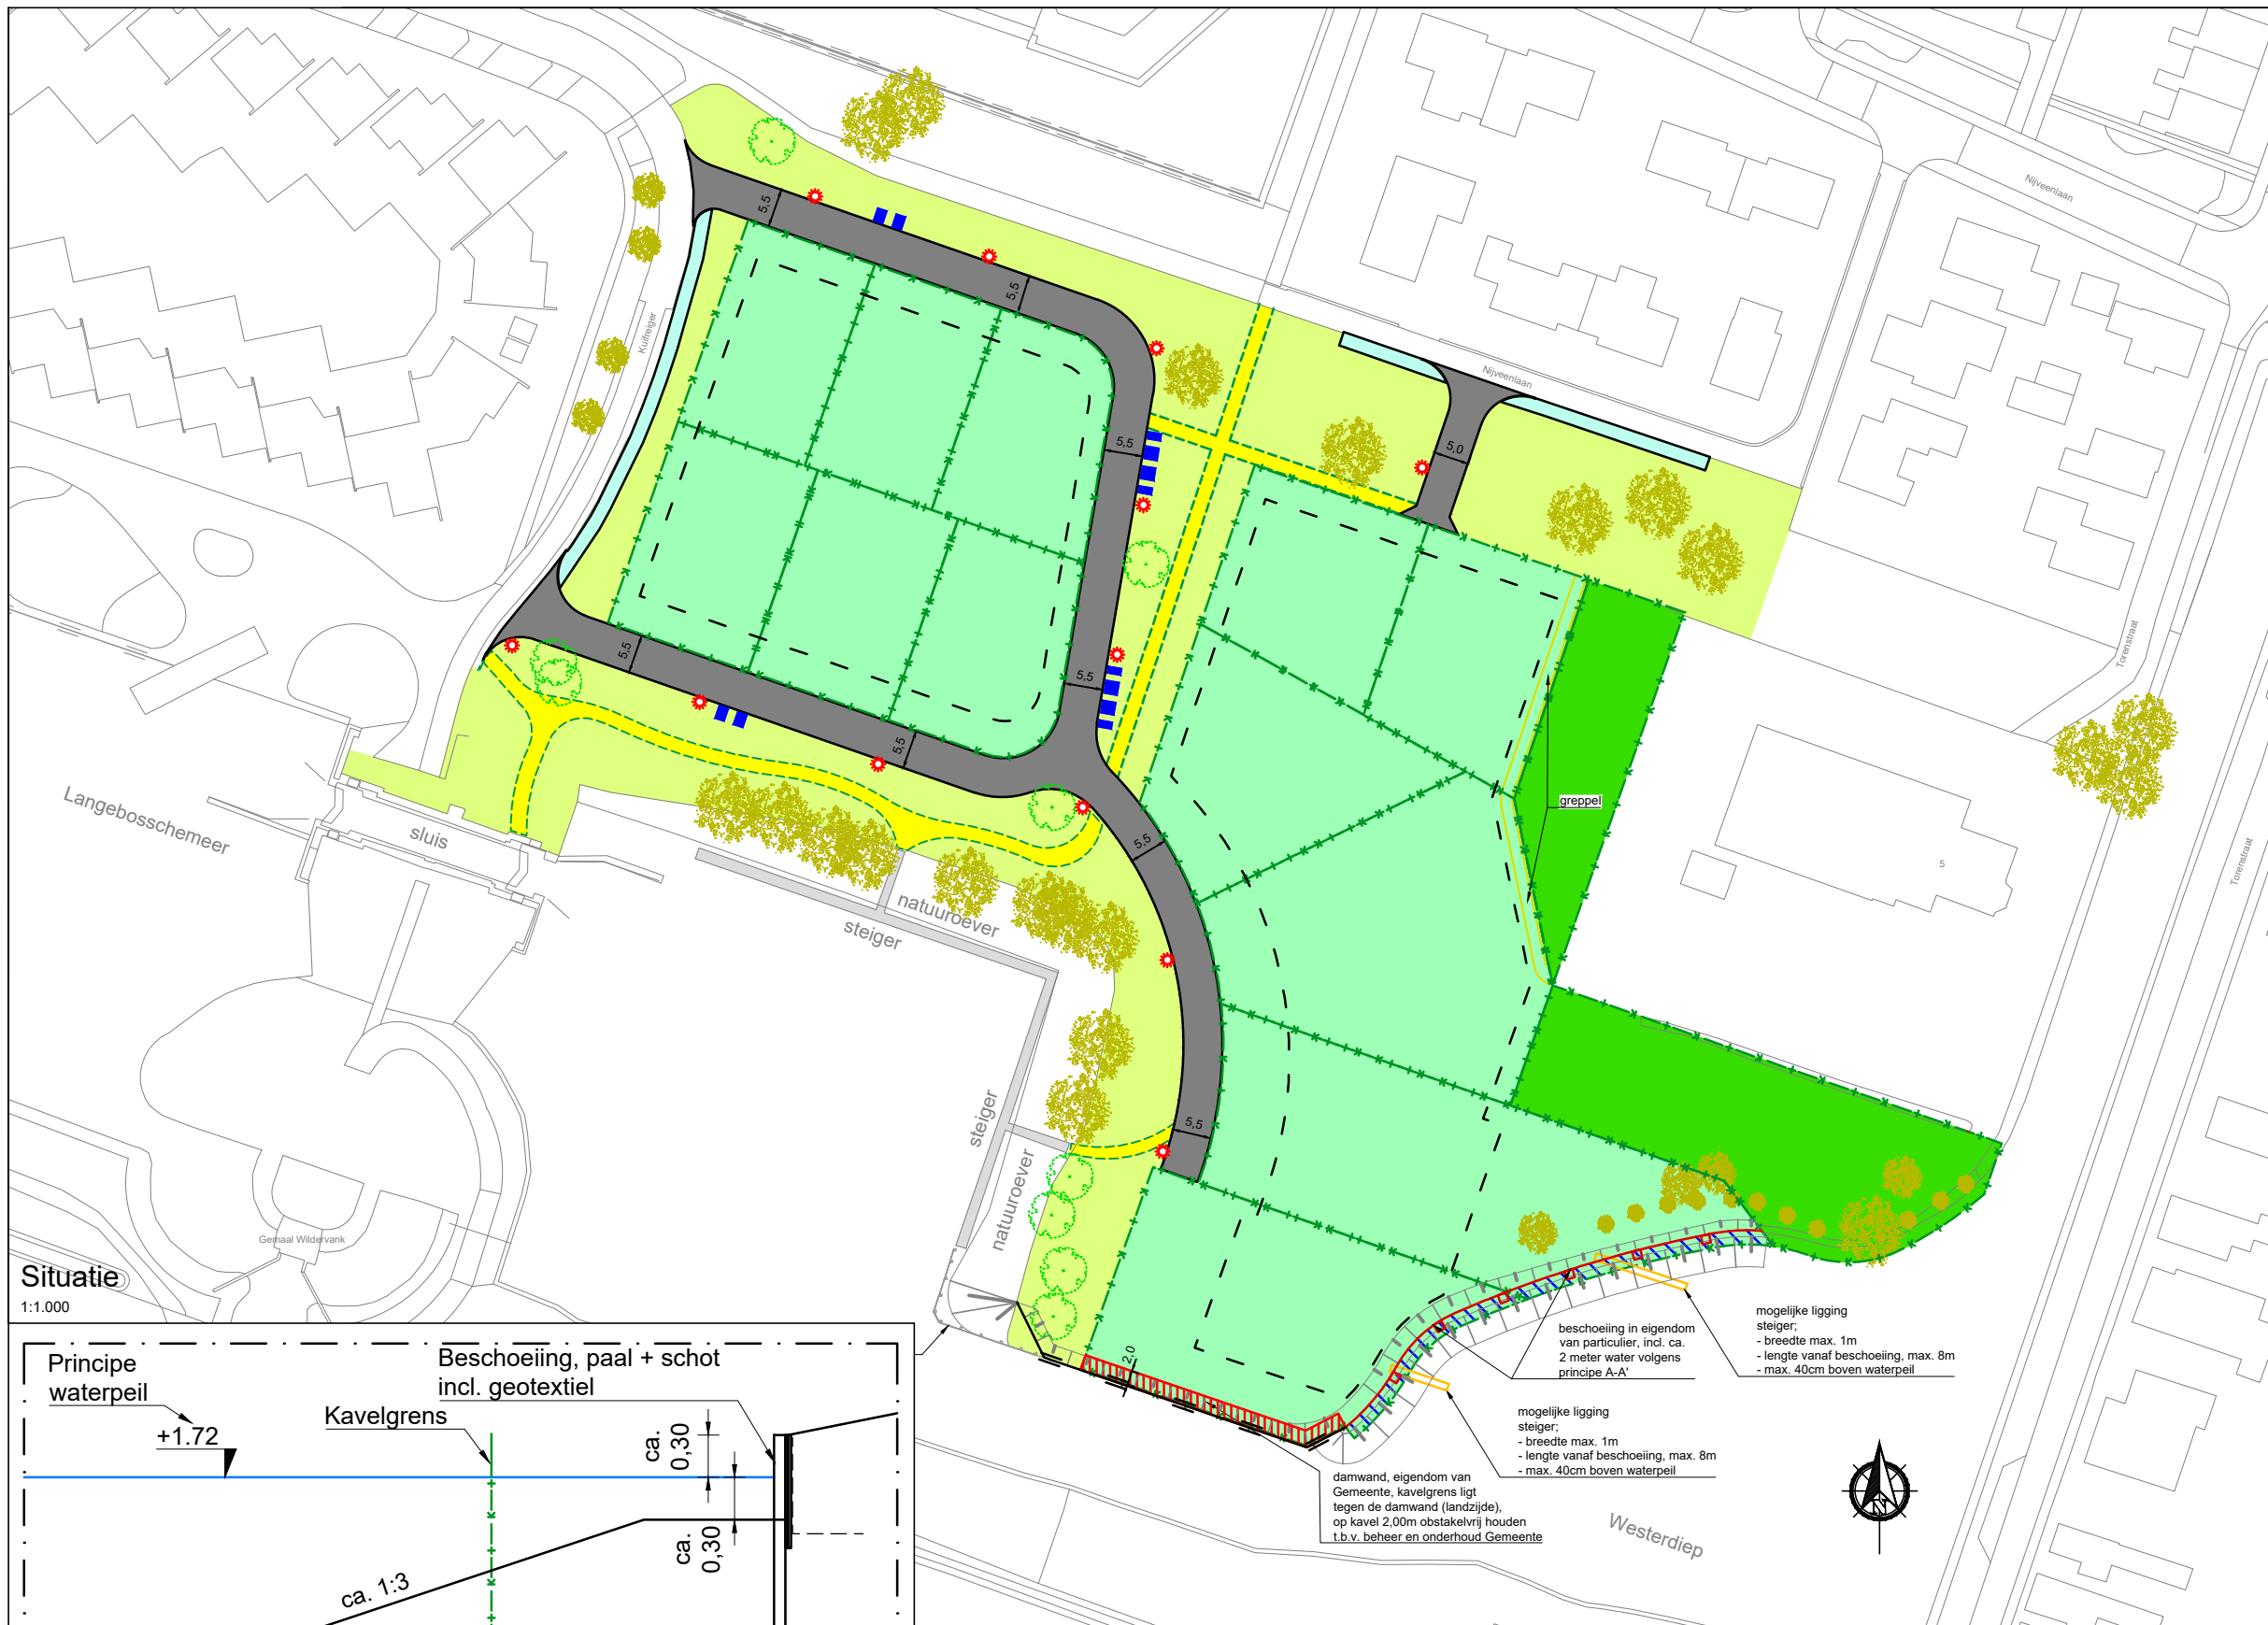 Nijveenlaan
5,5
5,5
Kuifreiger
Nijveenlaan
5,5
5,0
Torenstraat
5,5
5,5
5,5
greppel
Langebosschemeer
sluis
5,5
5
Torenstraat
natuuroever
steiger
steiger
5,5
natuuroever
Gemaal Wildervank
Situatie
1:1.000
mogelijke ligging
steiger;
- breedte max. 1m
- lengte vanaf beschoeiing, max. 8m
- max. 40cm boven waterpeil
beschoeiing in eigendom
van particulier, incl. ca.
2 meter water volgens
principe A-A'
2,0
mogelijke ligging
steiger;
- breedte max. 1m
- lengte vanaf beschoeiing, max. 8m
- max. 40cm boven waterpeil
damwand, eigendom van
Gemeente, kavelgrens ligt
tegen de damwand (landzijde),
op kavel 2,00m obstakelvrij houden
t.b.v. beheer en onderhoud Gemeente
Westerdiep
N
Principe
waterpeil
+1.72
Kavelgrens
Beschoeiing, paal + schot
incl. geotextiel
ca.
0,30
ca.
0,30
ca. 1:3